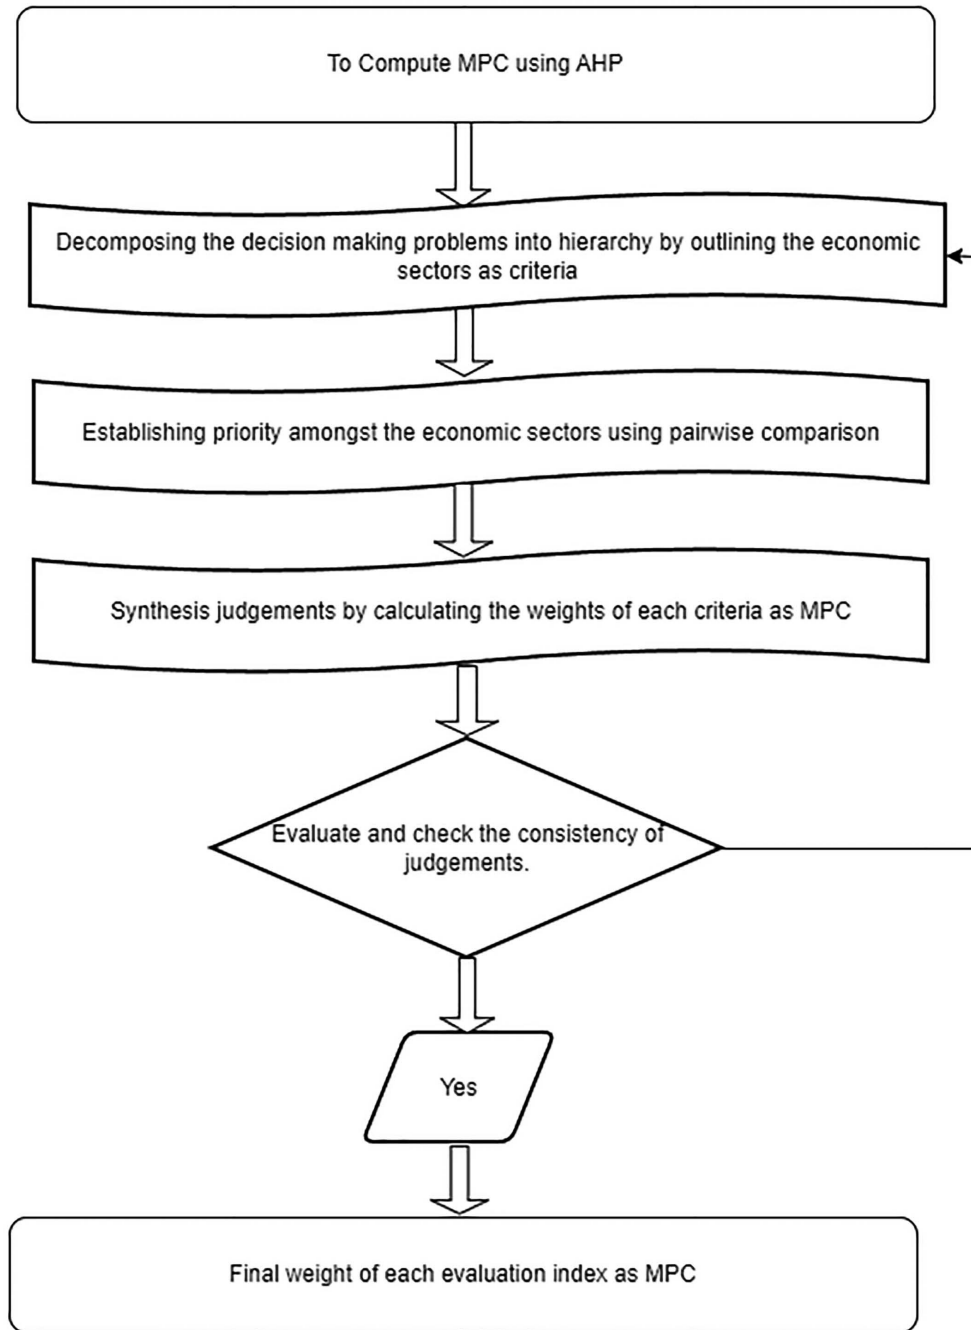 To Compute MPC using AHP
Decomposing the decision making problems into hierarchy by outlining the economic
sectors as criteria
Establishing priority amongst the economic sectors using pairwise comparison
Synthesis judgements by calculating the weights of each criteria as MPC
Evaluate and check the consistency of
judgements.
Yes
Final weight of each evaluation index as MPC